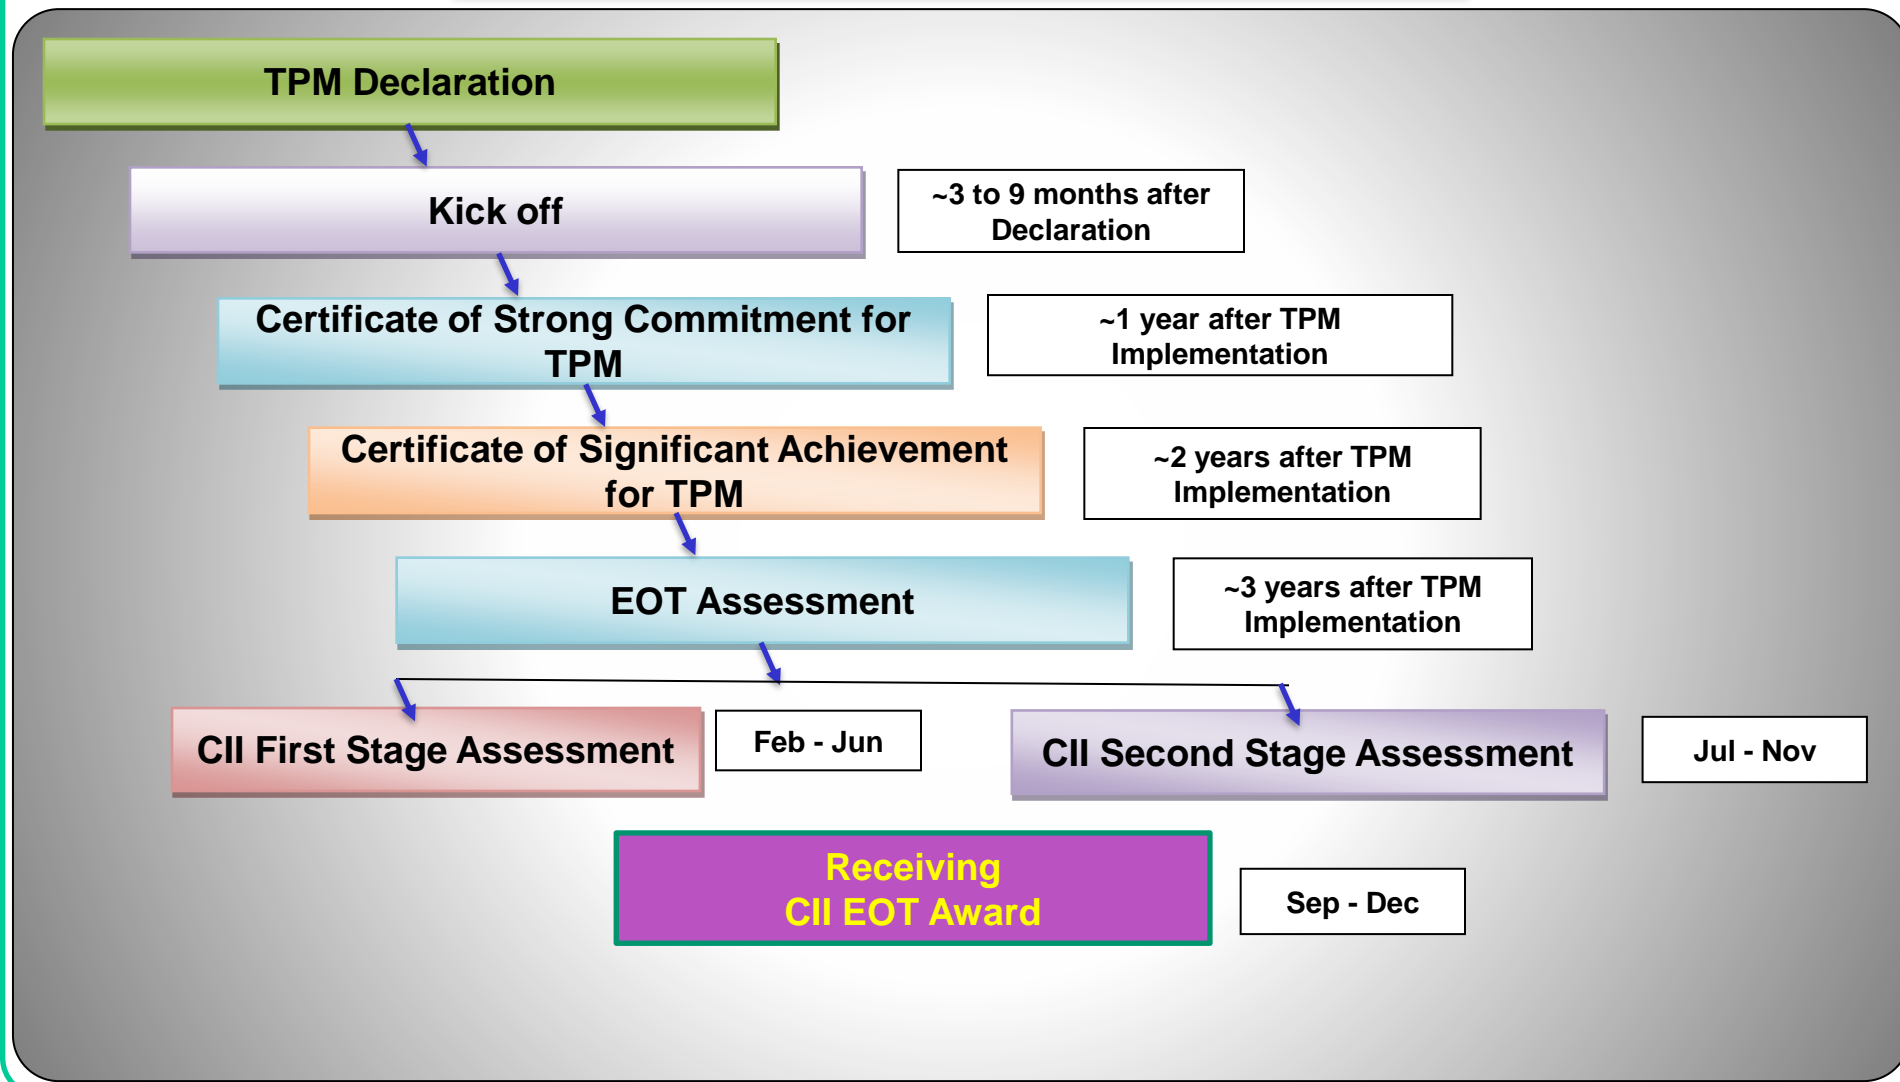 TPM Declaration
Kick off
~3 to 9 months after
Declaration
Certificate of Strong Commitment for
TPM
~1 year after TPM
Implementation
Certificate of Significant Achievement
for TPM
~2 years after TPM
Implementation
EOT Assessment
~3 years after TPM
Implementation
CII First Stage Assessment
Feb - Jun
CII Second Stage Assessment
Jul - Nov
Receiving
CII EOT Award
Sep - Dec